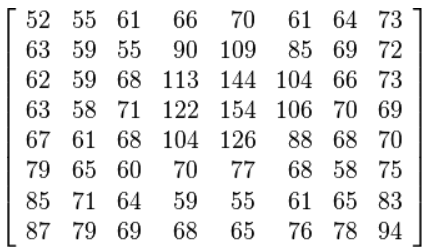 52 55 61 66 70 61 64 73
63 59 55 90 109 85 69 72
62 59 68 113 144 104 66 73
63 58 71 122 154 106 70 69
67 61 68 104 126 88 68 70
79 65 60 70 77 68 58 75
85 71 64 59 55 61 65 83
87 79 69 68 65 76 78 94